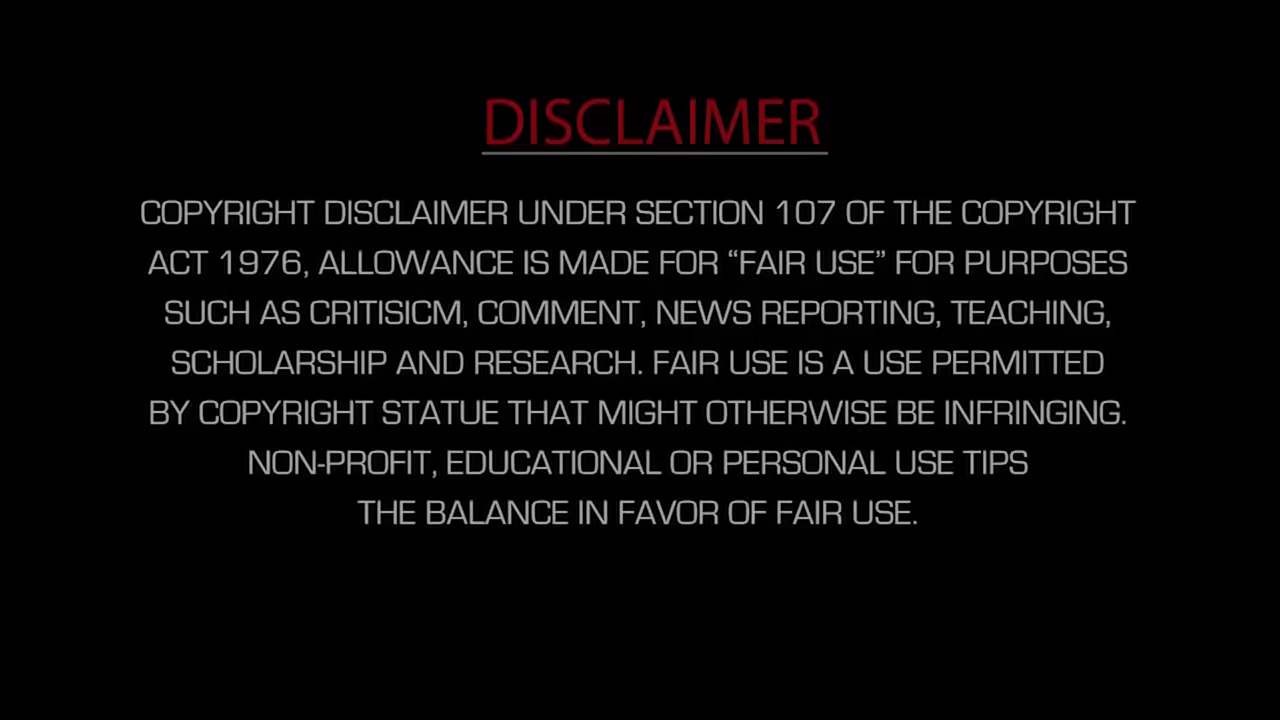 DISCLAIMER
COPYRIGHT DISCLAIMER UNDER SECTION 107 OF THE COPYRIGHT
ACT 1976, ALLOWANCE IS MADE FOR “FAIR USE” FOR PURPOSES
SUCH AS CRITISICM, COMMENT, NEWS REPORTING, TEACHING,
SCHOLARSHIP AND RESEARCH. FAIR USE IS A USE PERMITTED
BY COPYRIGHT STATUE THAT MIGHT OTHERWISE BE INFRINGING.
NON-PROFIT, EDUCATIONAL OR PERSONAL USE TIPS
THE BALANCE IN FAVOR OF FAIR USE.